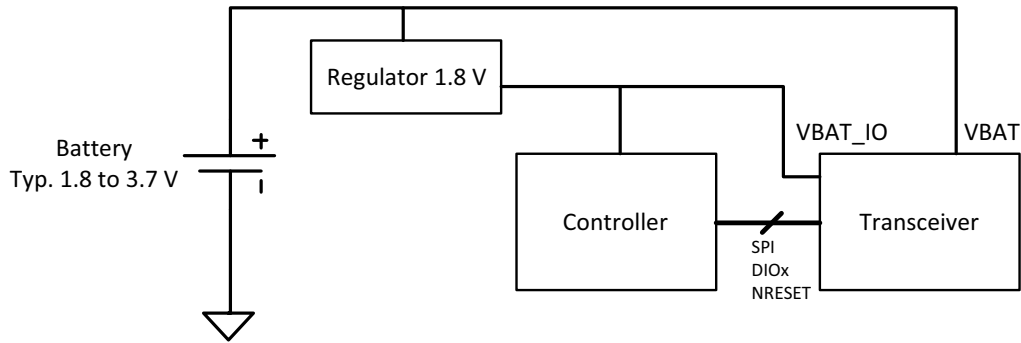 Regulator 1.8 V
VBAT_IO
VBAT
Battery
Typ. 1.8 to 3.7 V
+
Controller
Transceiver
SPI
DIOx
NRESET